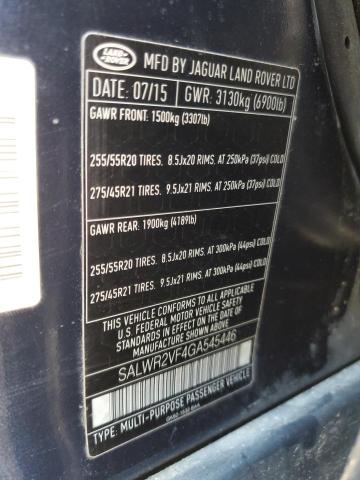 LAND-
ROVER
MFD BY JAGUAR LAND ROVER LTD
DATE: 07/15 GWR: 3130kg (6900lb)
GAWR FRONT: 1500kg (3307lb)
255/55R20 TIRES. 8.5Jx20 RIMS. AT 250kPa (37psi) COLD
275/45R21 TIRES. 9.5Jx21 RIMS. AT 250kPa (37psi) COLD
GAWR REAR: 1900kg (4189lb)
255/55R20 TIRES. 8.5Jx20 RIMS. AT 300kPa (44psi) COLD
275/45R21 TIRES. 9.5Jx21 RIMS. AT 300kPa (44psi) COLD
THIS VEHICLE CONFORMS TO ALL APPLICABLE
U.S. FEDERAL MOTOR VEHICLE SAFETY
STANDARDS IN EFFECT ON THE DATE OF
MANUFACTURE SHOWN ABOVE
SALWR2VF4GA545446
TYPE: MULTI-PURPOSE PASSENGER VEHICLE